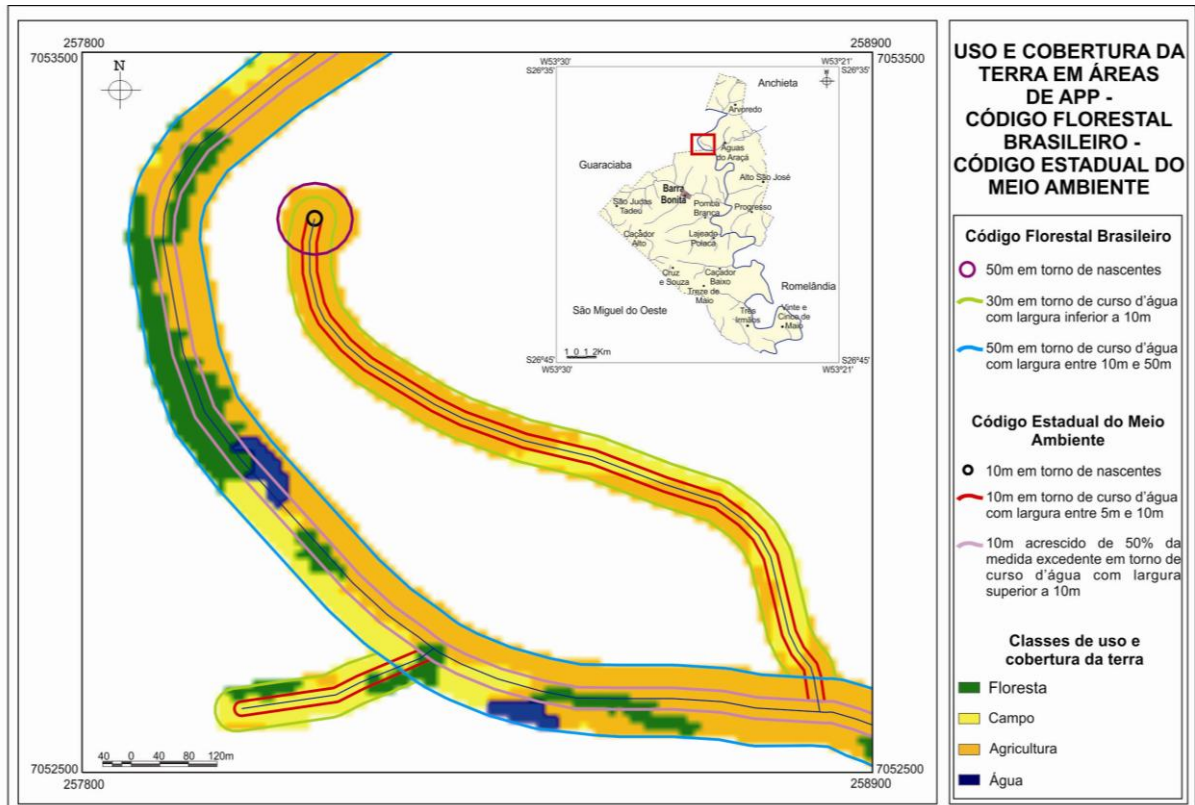 257800
258900
7053500
7053500
N
W53°30'
W53°21'
S26°35'
S26°35'
Anchieta
Arvoredo
Águas
do Araçá
Guaraciaba
Alto São José
Barra
Bonita
São Judas
Tadeu
Pomba
Branca
Progresso
Caçador
Alto
Lajeado
Poleca
Cruz
e Souza
Caçador
Baixo
Treze de
Maio
Romelândia
São Miguel do Oeste
Três
Irmãos
Vinte e
Cinco de
Maio
1 0 1 2Km
S26°45'
S26°45'
W53°30'
W53°21'
40 0 40 80 120m
7052500
7052500
257800
258900
USO E COBERTURA DA
TERRA EM ÁREAS
DE APP -
CÓDIGO FLORESTAL
BRASILEIRO -
CÓDIGO ESTADUAL DO
MEIO AMBIENTE
Código Florestal Brasileiro
50m em torno de nascentes
30m em torno de curso d'água
com largura inferior a 10m
50m em torno de curso d'água
com largura entre 10m e 50m
Código Estadual do Meio
Ambiente
10m em torno de nascentes
10m em torno de curso d'água
com largura entre 5m e 10m
10m acrescido de 50% da
medida excedente em torno de
curso d'água com largura
superior a 10m
Classes de uso e
cobertura da terra
Floresta
Campo
Agricultura
Água